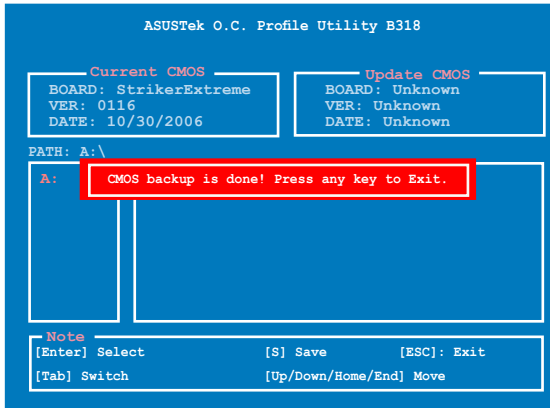 ASUSTek O.C. Profile Utility B318
Current CMOS
BOARD: StrikerExtreme
VER: 0116
DATE: 10/30/2006
Update CMOS
BOARD: Unknown
VER: Unknown
DATE: Unknown
PATH: A:\
A:
CMOS backup is done! Press any key to Exit.
Note
[Enter] Select [S] Save [ESC]: Exit
[Tab] Switch [Up/Down/Home/End] Move